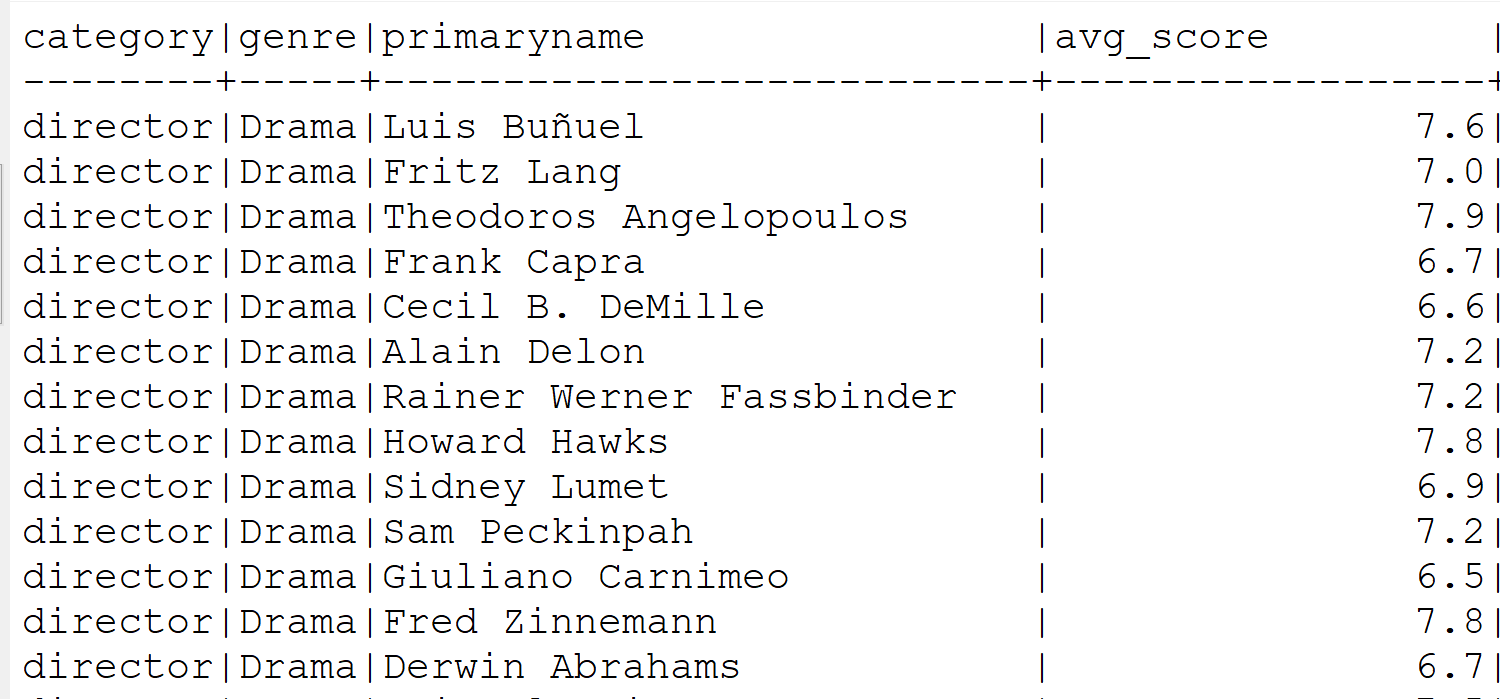 category|genre|primaryname                |avg_score         |
--------+-----+---------------------------+------------------+
director|Drama|Luis Buñuel                |               7.6|
director|Drama|Fritz Lang                 |               7.0|
director|Drama|Theodoros Angelopoulos     |               7.9|
director|Drama|Frank Capra                |               6.7|
director|Drama|Cecil B. DeMille           |               6.6|
director|Drama|Alain Delon                |               7.2|
director|Drama|Rainer Werner Fassbinder   |               7.2|
director|Drama|Howard Hawks               |               7.8|
director|Drama|Sidney Lumet               |               6.9|
director|Drama|Sam Peckinpah              |               7.2|
director|Drama|Giuliano Carnimeo          |               6.5|
director|Drama|Fred Zinnemann             |               7.8|
director|Drama|Derwin Abrahams            |               6.7|